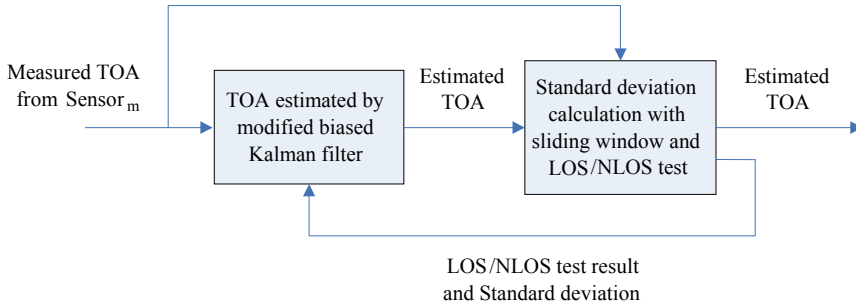 Measured TOA
from Sensor m
TOA estimated by
modified biased
Kalman filter
Estimated
TOA
Standard deviation
calculation with
sliding window and
LOS/NLOS test
Estimated
TOA
LOS/NLOS test result
and Standard deviation